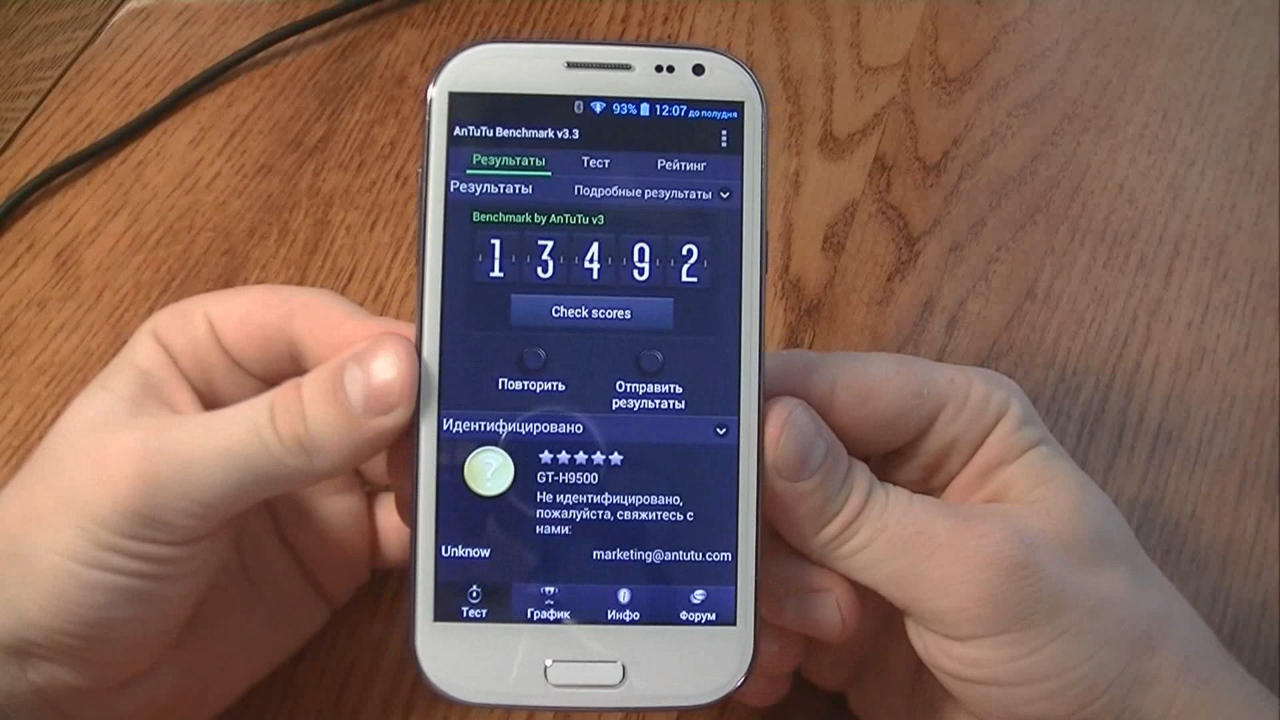 93% 12:07 до полудня
AnTuTu Benchmark v3.3
Результаты Тест Рейтинг
Результаты Подробные результаты
Benchmark by AnTuTu v3
13492
Check scores
Повторить
Отправить
результаты
Идентифицировано
GT-H9500
Не идентифицировано,
пожалуйста, свяжитесь с
нами:
Unknow marketing@antutu.com
Тест График Инфо Форум